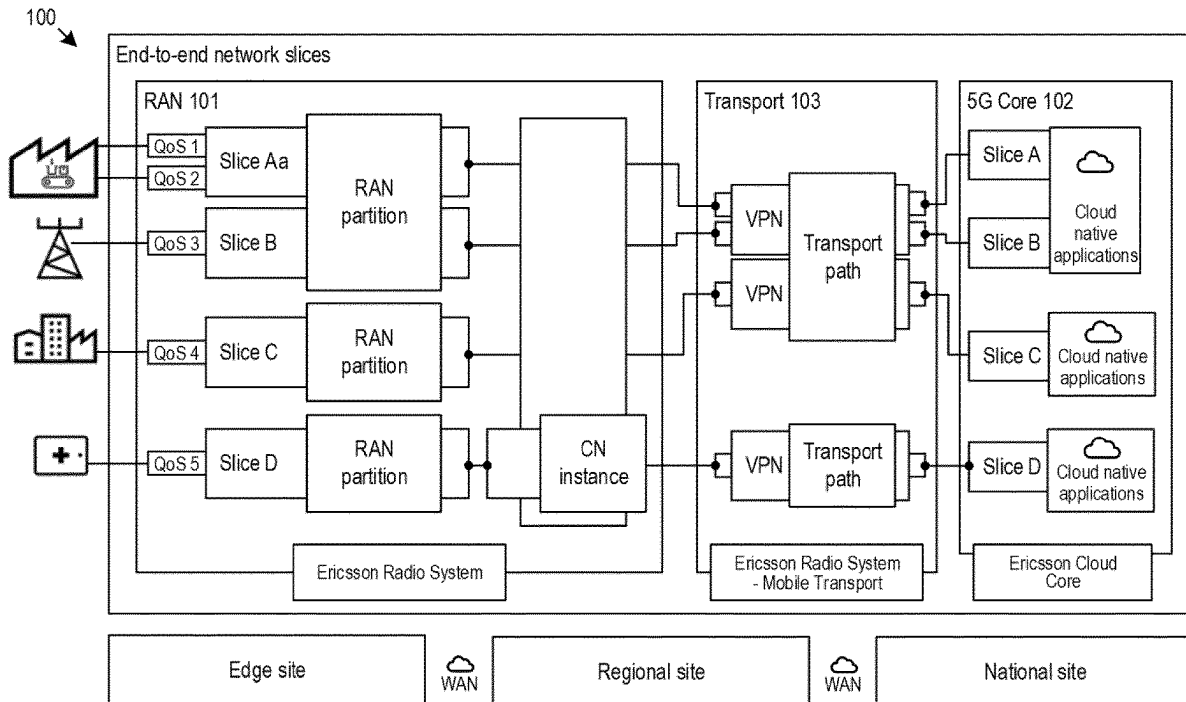 100
End-to-end network slices
RAN 101
Transport 103
5G Core 102
QoS 1
QoS 2
Slice Aa
RAN
partition
QoS 3
Slice B
QoS 4
Slice C
RAN
partition
QoS 5
Slice D
RAN
partition
CN
instance
VPN
VPN
Transport
path
VPN
Transport
path
Slice A
Slice B
Cloud
native
applications
Slice C
Cloud native
applications
Slice D
Cloud native
applications
Ericsson Radio System
Ericsson Radio System
- Mobile Transport
Ericsson Cloud
Core
Edge site
WAN
Regional site
WAN
National site